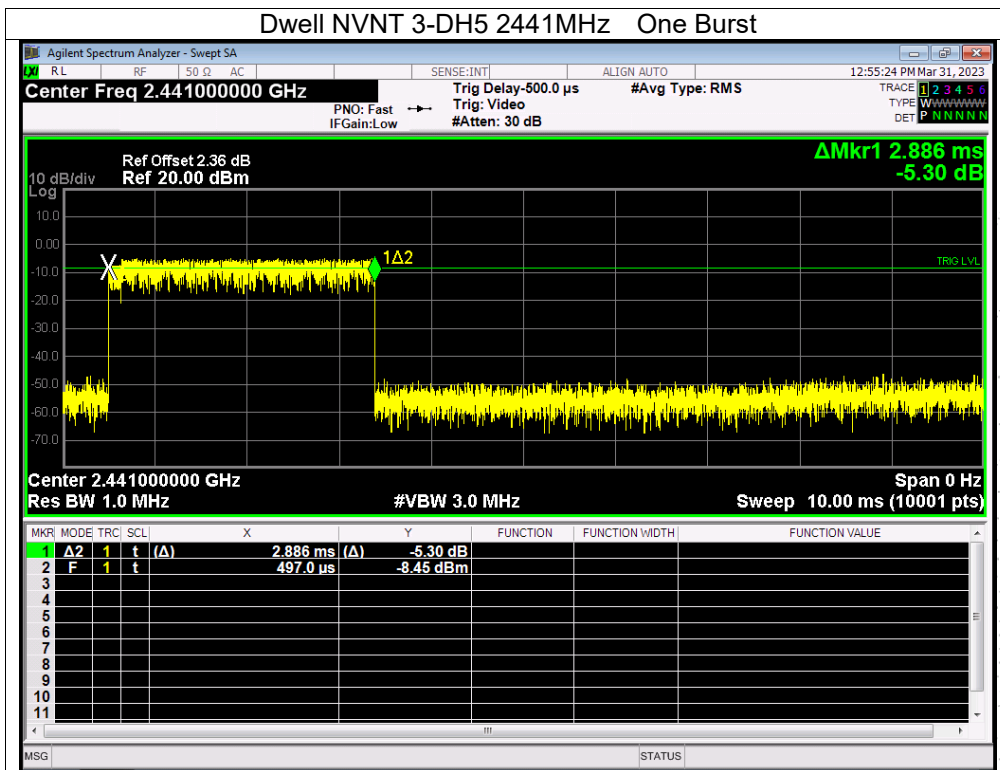 Dwell NVNT 3-DH5 2441MHz One Burst
Agilent Spectrum Analyzer - Swept SA
LXI RL RF 50 Ω AC SENSE:INT ALIGN AUTO 12:55:24 PM Mar 31, 2023
Center Freq 2.441000000 GHz Trig Delay-500.0 µs #Avg Type: RMS TRACE 1 2 3 4 5 6
PNO: Fast Trig: Video TYPE WWWWWWW
IFGain:Low #Atten: 30 dB DET P N N N N N
ΔMkr1 2.886 ms
-5.30 dB
Ref Offset 2.36 dB
10 dB/div Ref 20.00 dBm
Log
10.0
0.00
1Δ2
TRIG LVL
-10.0
-20.0
-30.0
-40.0
-50.0
-60.0
-70.0
Center 2.441000000 GHz Span 0 Hz
Res BW 1.0 MHz #VBW 3.0 MHz Sweep 10.00 ms (10001 pts)
MKR MODE TRC SCL X Y FUNCTION FUNCTION WIDTH FUNCTION VALUE
1 Δ2 1 t (Δ) 2.886 ms (Δ) -5.30 dB
2 F 1 t 497.0 µs -8.45 dBm
3
4
5
6
7
8
9
10
11
MSG STATUS